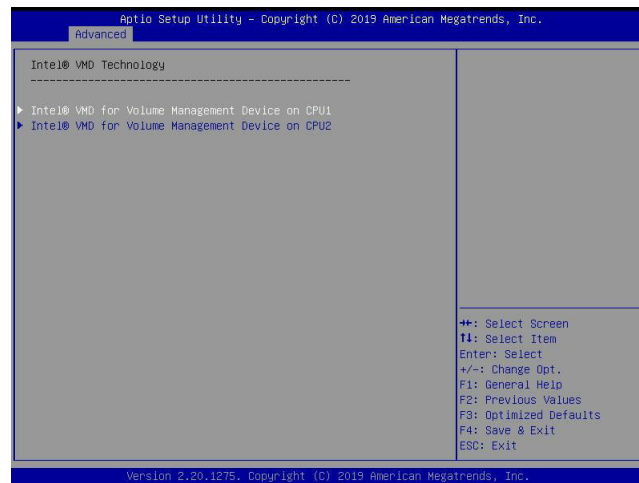 Aptio Setup Utility – Copyright (C) 2019 American Megatrends, Inc.
Advanced
Intel® VMD Technology
------------------------------------------------
Intel® VMD for Volume Management Device on CPU1
Intel® VMD for Volume Management Device on CPU2
→←: Select Screen
↑↓: Select Item
Enter: Select
+/-: Change Opt.
F1: General Help
F2: Previous Values
F3: Optimized Defaults
F4: Save & Exit
ESC: Exit
Version 2.20.1275. Copyright (C) 2019 American Megatrends, Inc.